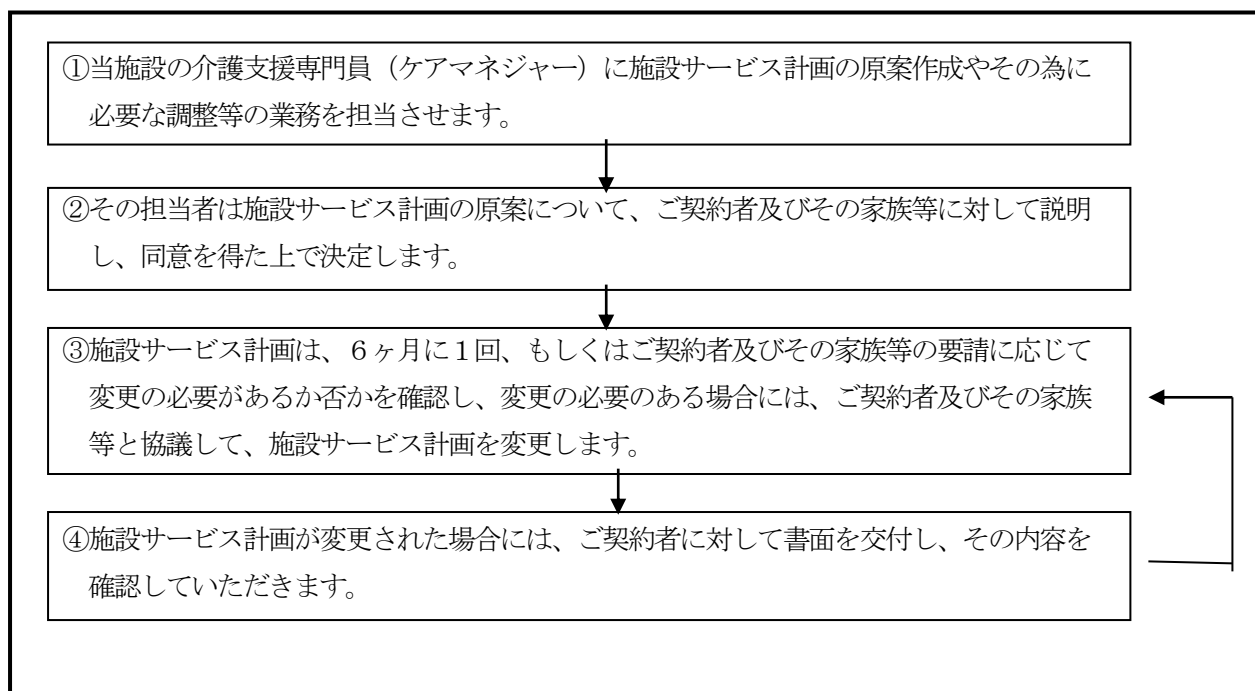 ①当施設の介護支援専門員（ケアマネジャー）に施設サービス計画の原案作成やその為に
必要な調整等の業務を担当させます。
②その担当者は施設サービス計画の原案について、ご契約者及びその家族等に対して説明
し、同意を得た上で決定します。
③施設サービス計画は、６ヶ月に１回、もしくはご契約者及びその家族等の要請に応じて
変更の必要があるか否かを確認し、変更の必要のある場合には、ご契約者及びその家族
等と協議して、施設サービス計画を変更します。
④施設サービス計画が変更された場合には、ご契約者に対して書面を交付し、その内容を
確認していただきます。